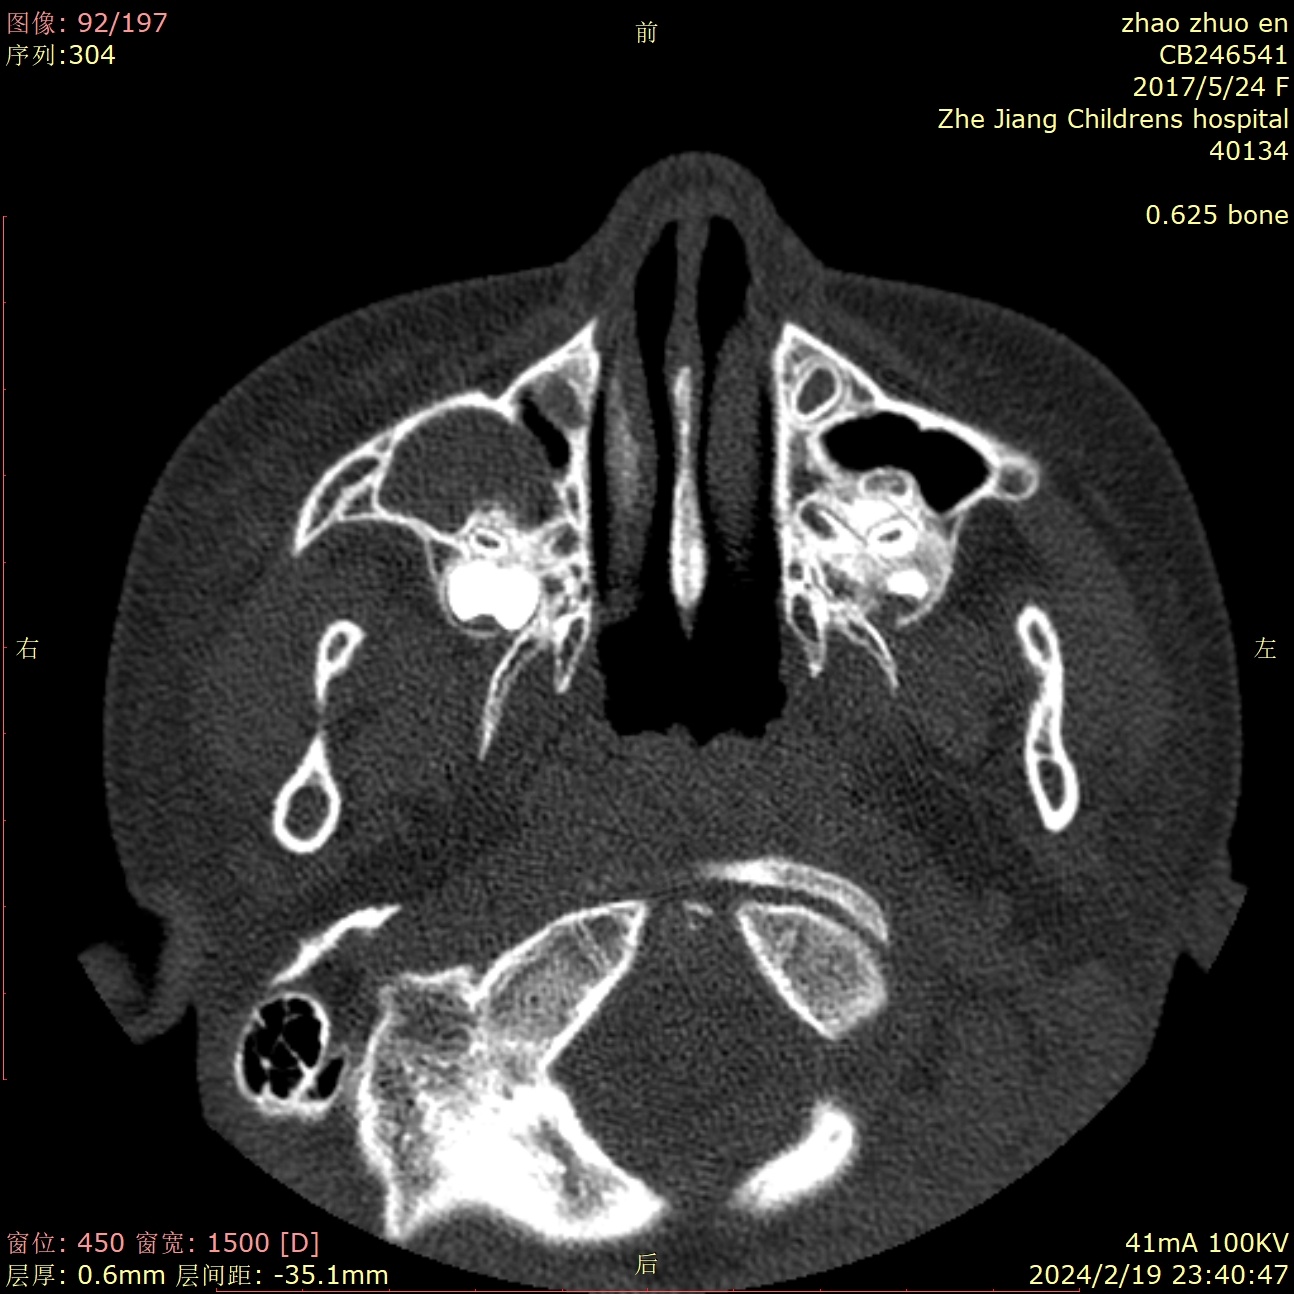 图像: 92/197
序列:304
前
zhao zhuo en
CB246541
2017/5/24 F
Zhe Jiang Childrens hospital
40134
0.625 bone
右
左
窗位: 450 窗宽: 1500 [D]
层厚: 0.6mm 层间距: -35.1mm
后
41mA 100KV
2024/2/19 23:40:47